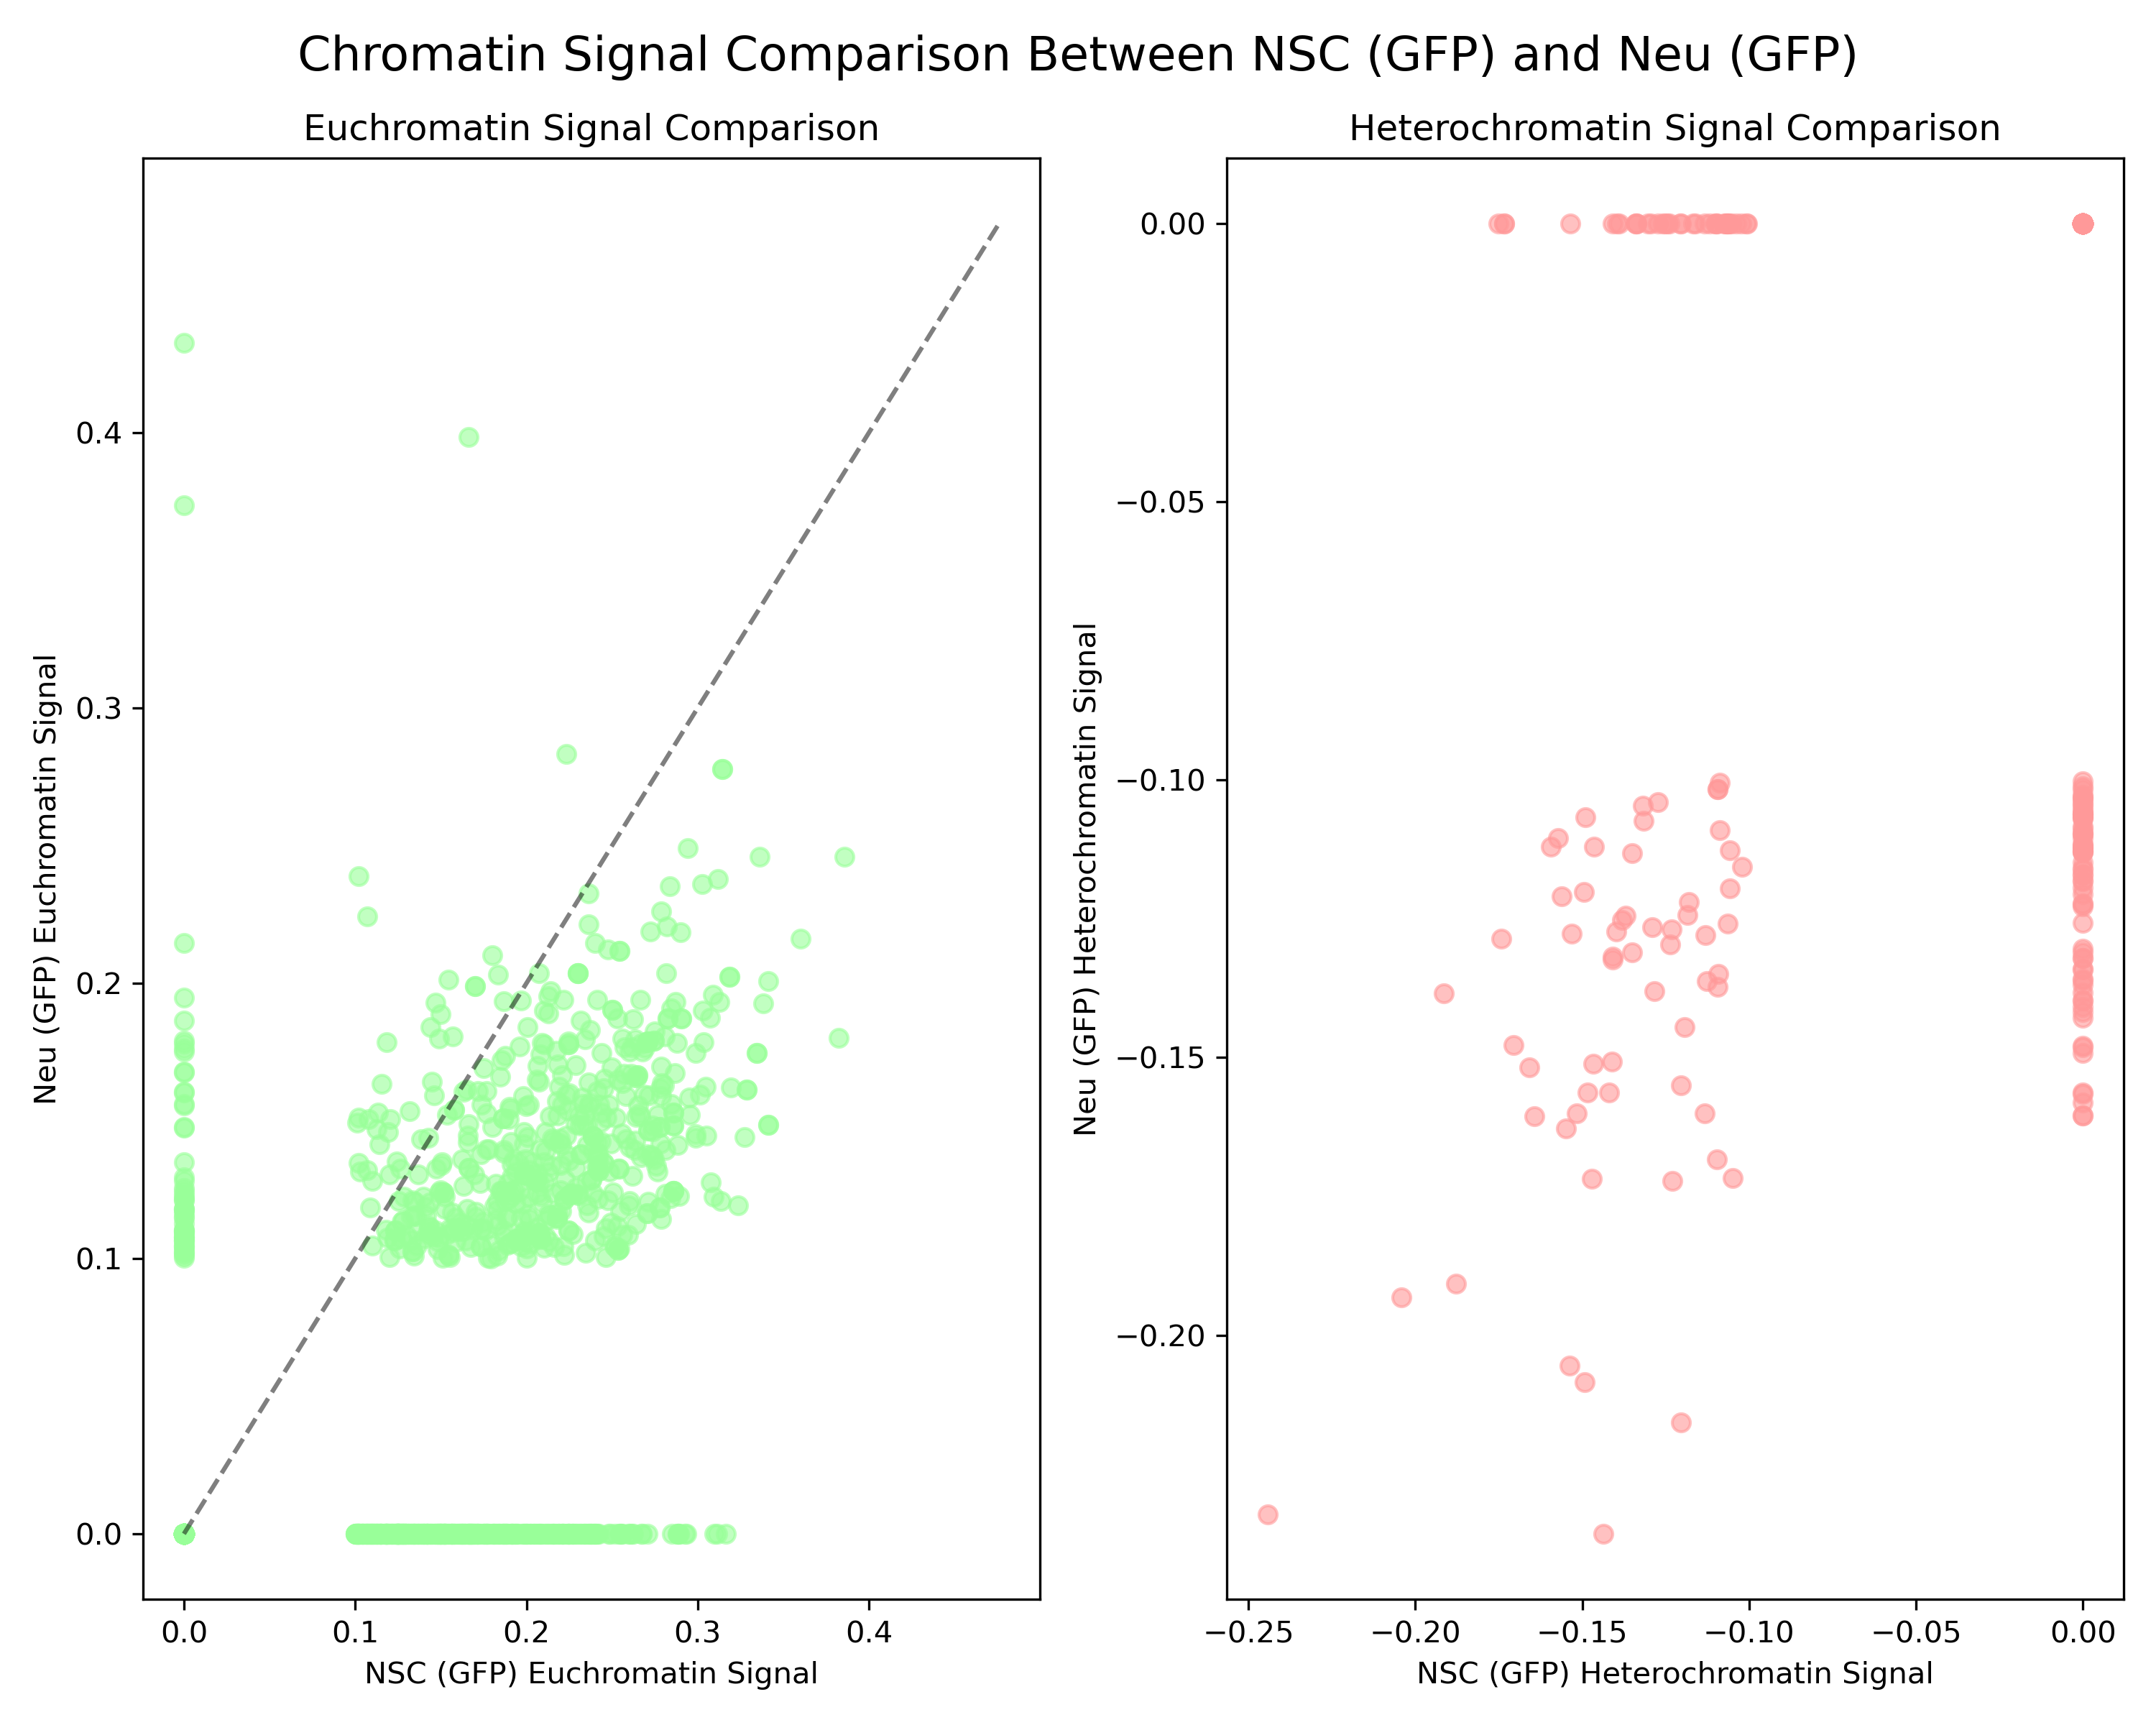 Chromatin Signal Comparison Between NSC (GFP) and Neu (GFP)
Euchromatin Signal Comparison
Neu (GFP) Euchromatin Signal
0.4
0.3
0.2
0.1
0.0
0.0 0.1 0.2 0.3 0.4
NSC (GFP) Euchromatin Signal
Heterochromatin Signal Comparison
Neu (GFP) Heterochromatin Signal
0.00
−0.05
−0.10
−0.15
−0.20
−0.25 −0.20 −0.15 −0.10 −0.05 0.00
NSC (GFP) Heterochromatin Signal